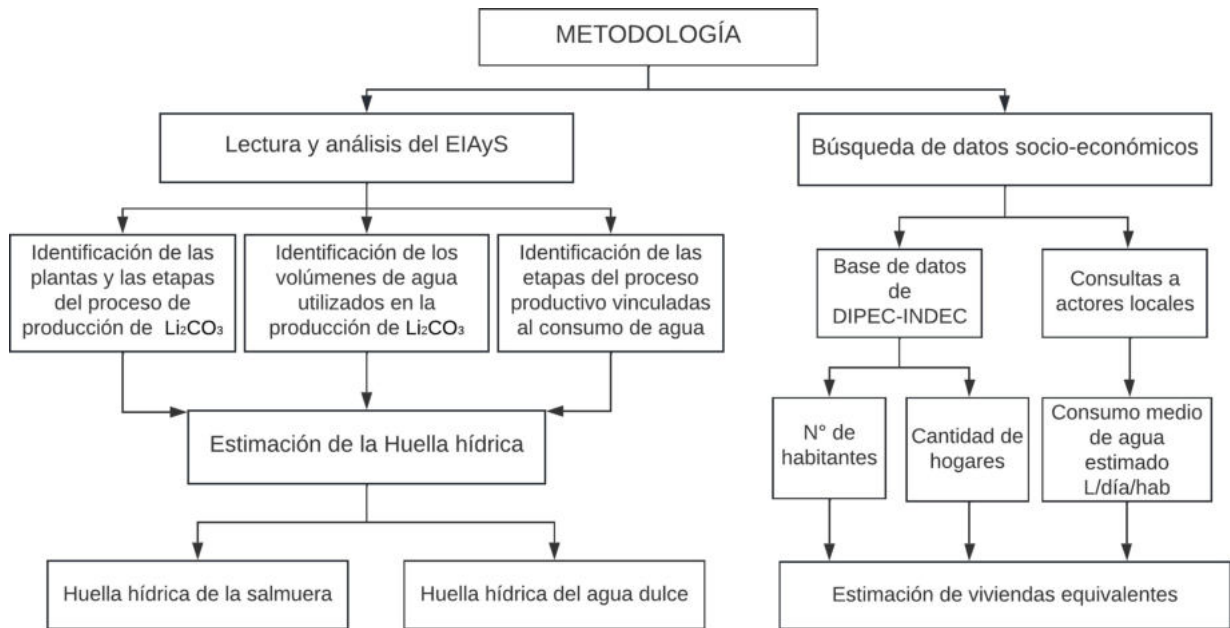 METODOLOGÍA
Lectura y análisis del EIAyS
Búsqueda de datos socio-económicos
Identificación de las
plantas y las etapas
del proceso de
producción de Li₂CO₃
Identificación de los
volúmenes de agua
utilizados en la
producción de Li₂CO₃
Identificación de las
etapas del proceso
productivo vinculadas
al consumo de agua
Base de datos
de
DIPEC-INDEC
Consultas a
actores locales
Estimación de la Huella hídrica
N° de
habitantes
Cantidad de
hogares
Consumo medio
de agua
estimado
L/día/hab
Huella hídrica de la salmuera
Huella hídrica del agua dulce
Estimación de viviendas equivalentes